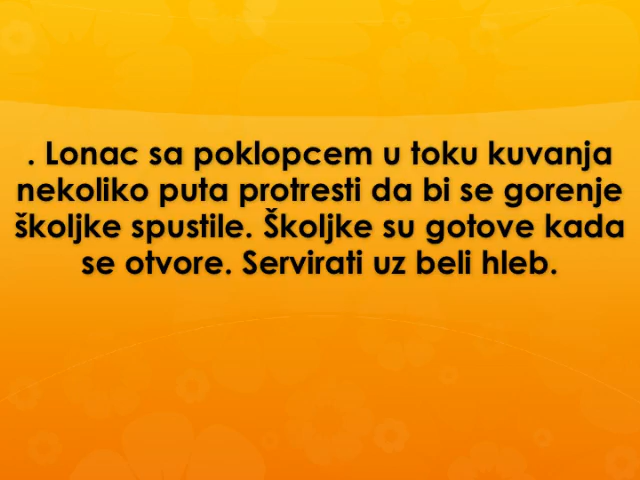 . Lonac sa poklopcem u toku kuvanja
nekoliko puta protresti da bi se gorenje
školjke spustile. Školjke su gotove kada
se otvore. Servirati uz beli hleb.